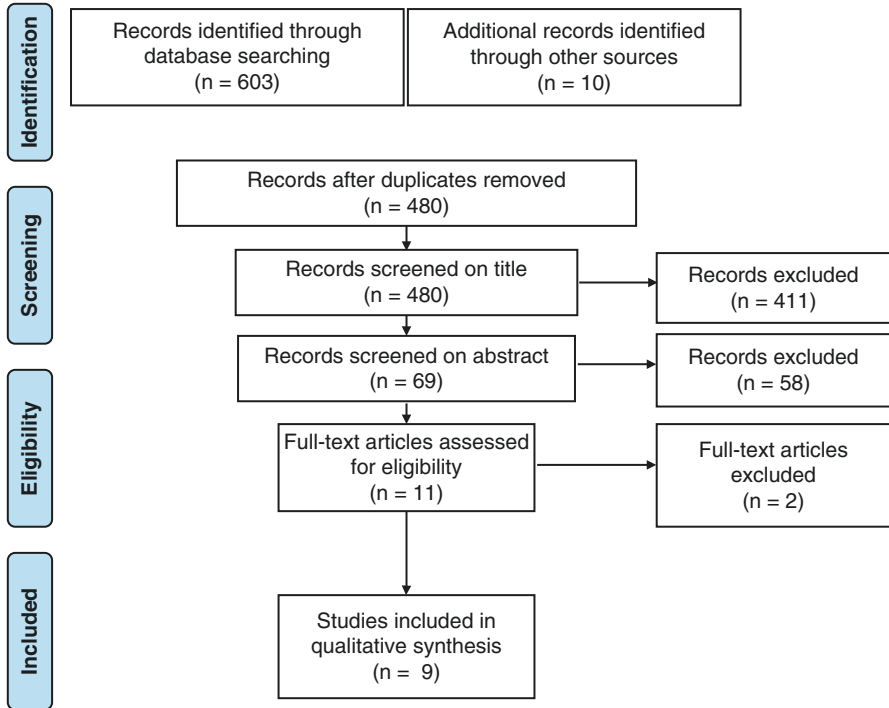 Identification
Records identified through
database searching
(n = 603)
Additional records identified
through other sources
(n = 10)
Screening
Records after duplicates removed
(n = 480)
Records screened on title
(n = 480)
Records excluded
(n = 411)
Records screened on abstract
(n = 69)
Records excluded
(n = 58)
Eligibility
Full-text articles assessed
for eligibility
(n = 11)
Full-text articles
excluded
(n = 2)
Included
Studies included in
qualitative synthesis
(n = 9)